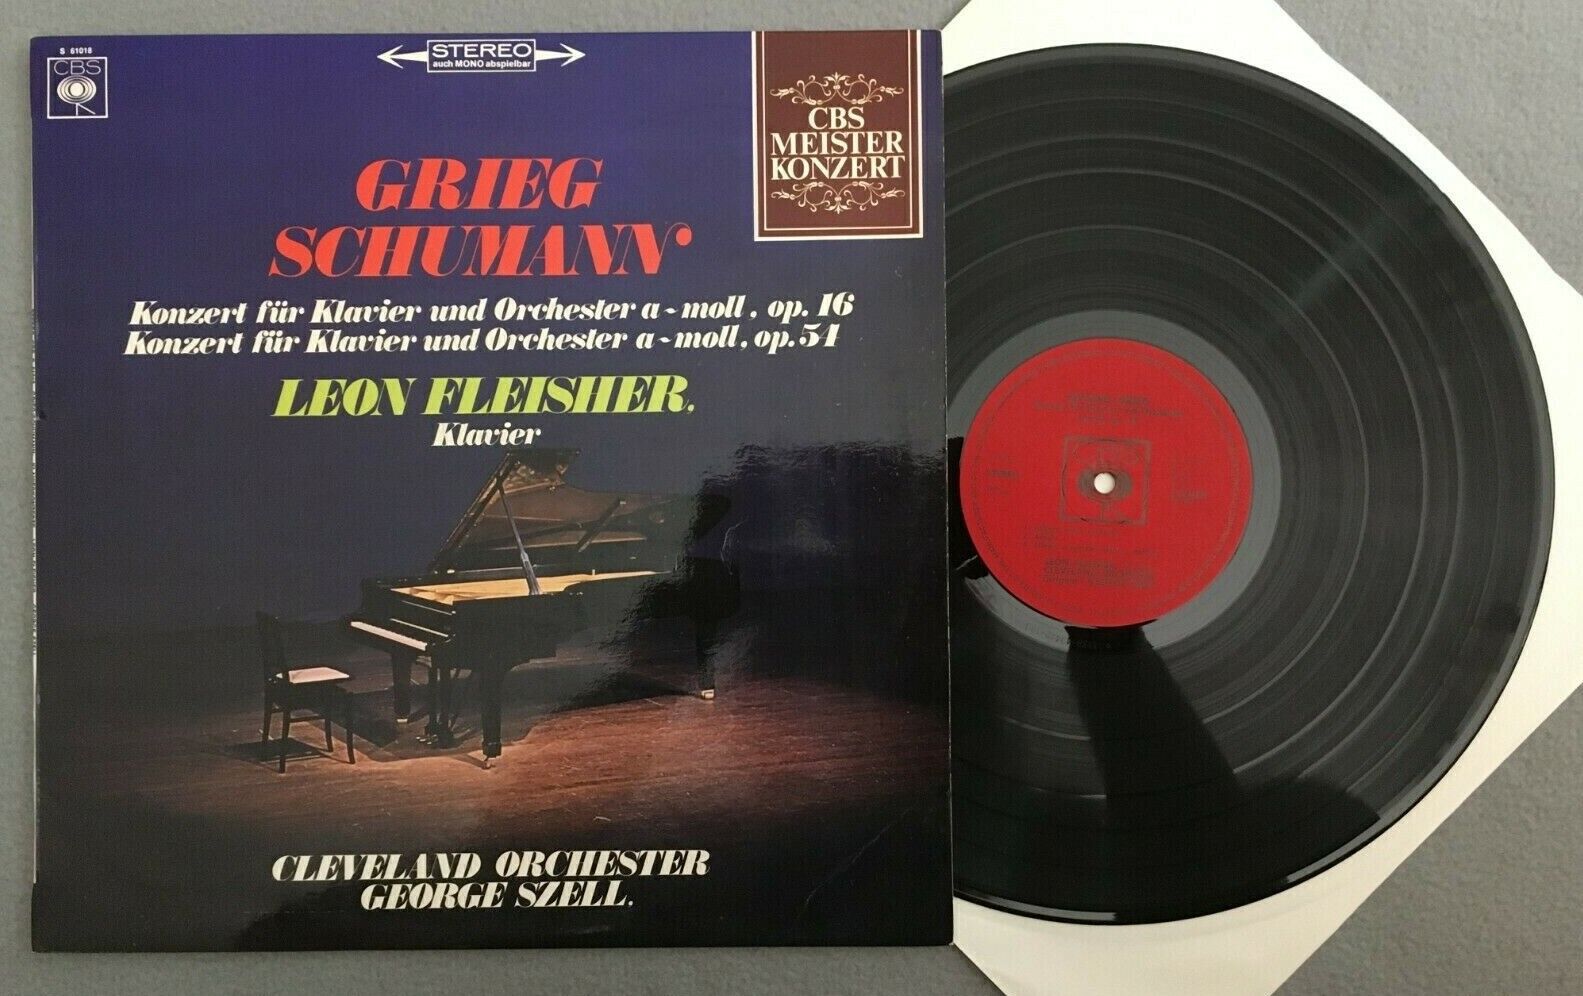 S 61018
CBS
STEREO
auch MONO abspielbar
CBS
MEISTER
KONZERT
GRIEG
SCHUMANN
Konzert für Klavier und Orchester a-moll, op. 16
Konzert für Klavier und Orchester a-moll, op. 54
LEON FLEISHER,
Klavier
CLEVELAND ORCHESTER
GEORGE SZELL.